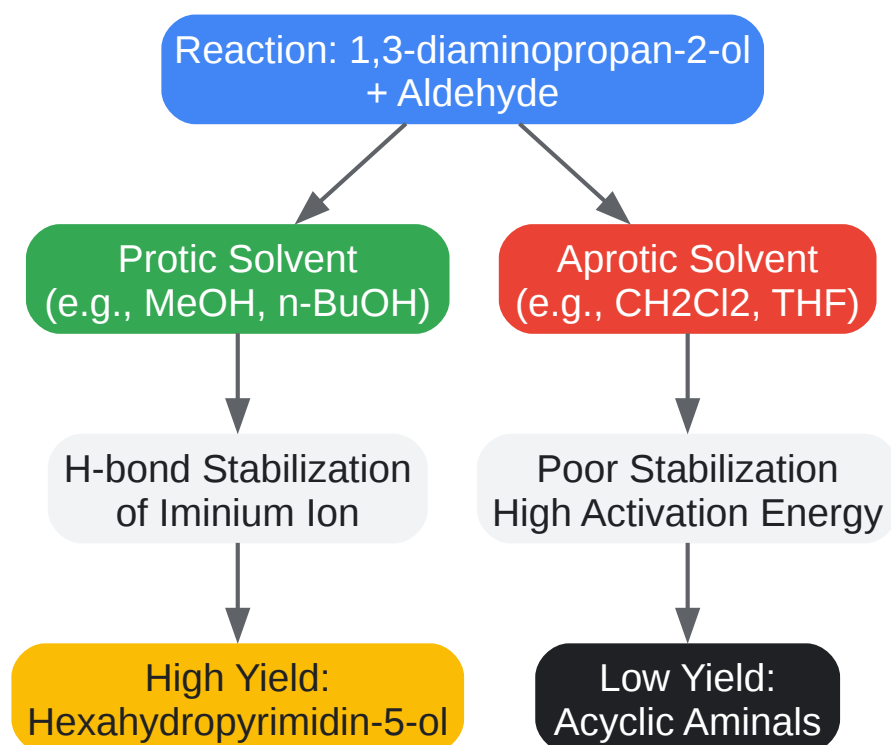 Reaction: 1,3-diaminopropan-2-ol
+ Aldehyde
Protic Solvent
(e.g., MeOH, n-BuOH)
Aprotic Solvent
(e.g., CH2Cl2, THF)
H-bond Stabilization
of Iminium Ion
Poor Stabilization
High Activation Energy
High Yield:
Hexahydropyrimidin-5-ol
Low Yield:
Acyclic Aminals